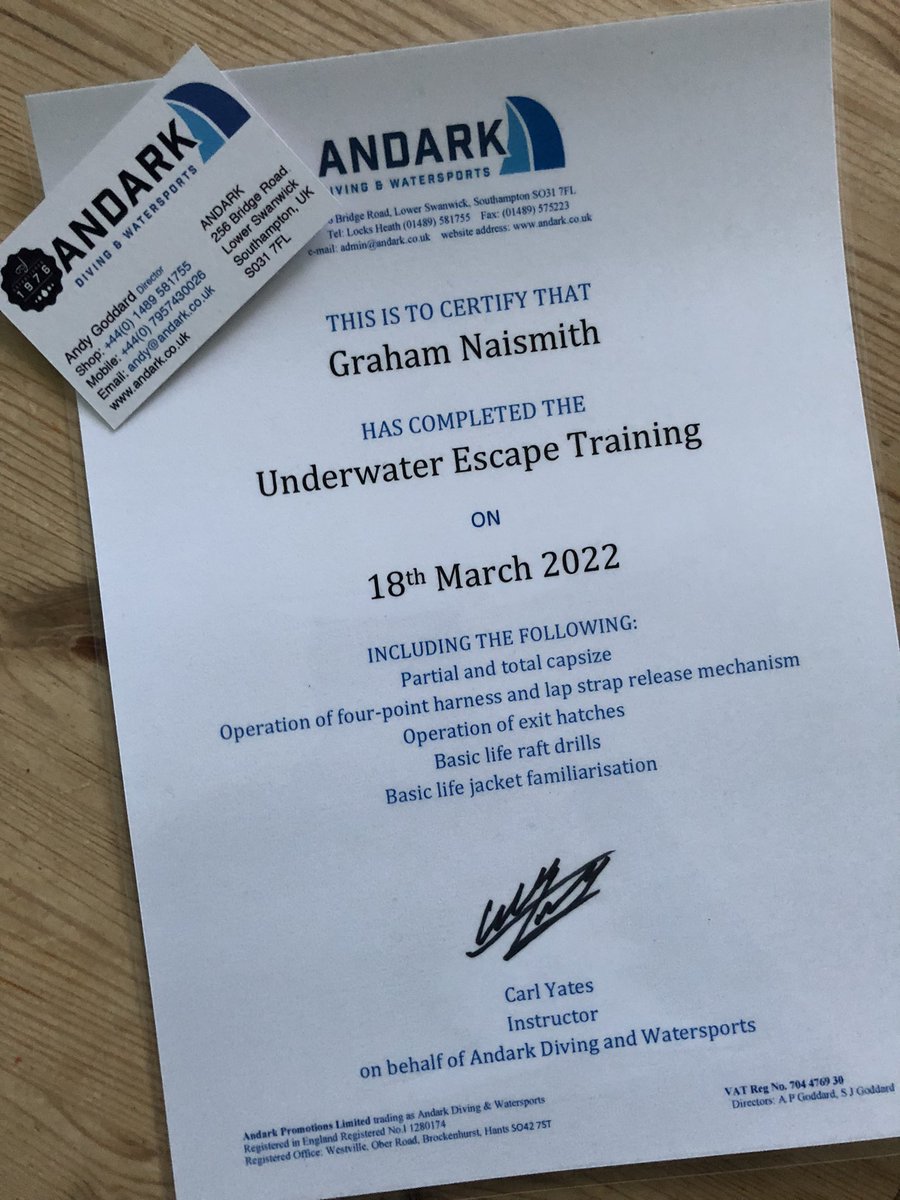 ANDARK
DIVING & WATERSPORTS
1976
Andy Goddard Director
Shop: +44(0) 1489 581755
Mobile: +44(0) 7957430026
Email: andy@andark.co.uk
www.andark.co.uk
ANDARK
256 Bridge Road
Lower Swanwick
Southampton, UK
SO31 7FL
ANDARK
IVING & WATERSPORTS
6 Bridge Road, Lower Swanwick, Southampton SO31 7FL
Tel: Locks Heath (01489) 581755 Fax: (01489) 575223
e-mail: admin@andark.co.uk website address: www.andark.co.uk
THIS IS TO CERTIFY THAT
Graham Naismith
HAS COMPLETED THE
Underwater Escape Training
ON
18th March 2022
INCLUDING THE FOLLOWING:
Partial and total capsize
Operation of four-point harness and lap strap release mechanism
Operation of exit hatches
Basic life raft drills
Basic life jacket familiarisation
Carl Yates
Instructor
on behalf of Andark Diving and Watersports
Andark Promotions Limited trading as Andark Diving & Watersports
Registered in England Registered No.1 1280174
Registered Office: Westville, Ober Road, Brockenhurst, Hants SO42 7ST
VAT Reg No. 704 4769 30
Directors: A P Goddard, S J Goddard